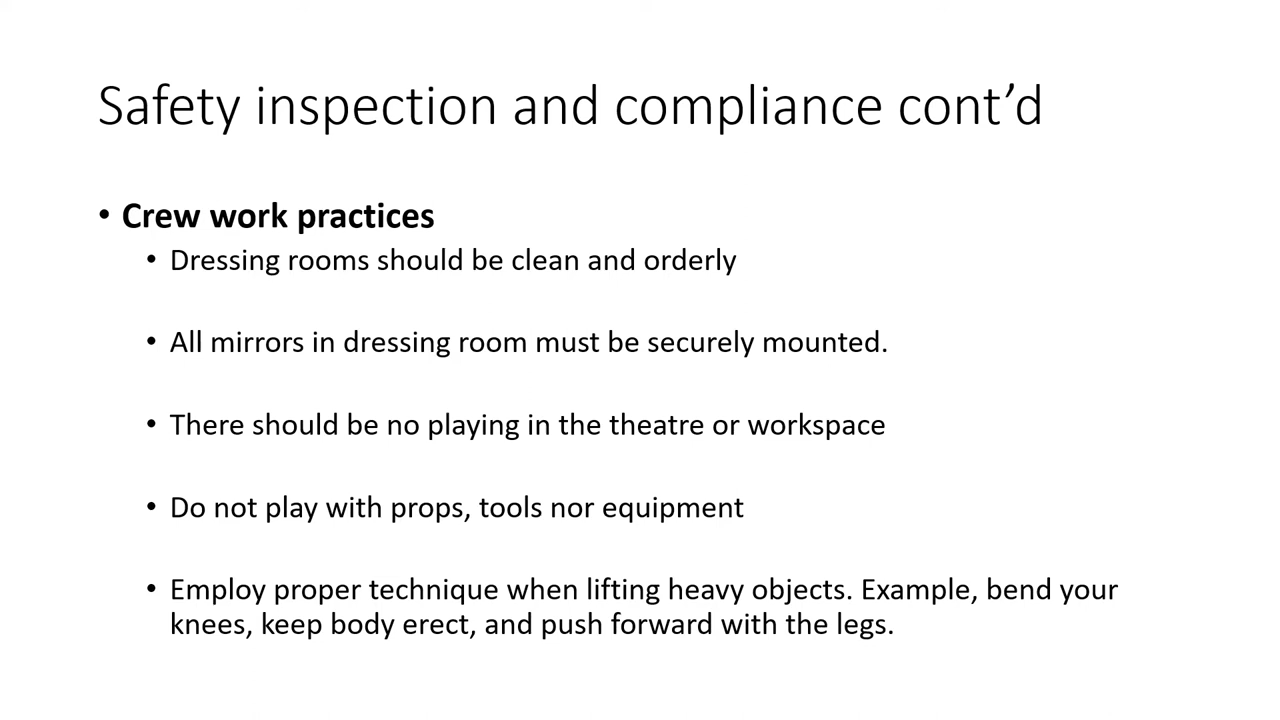 Safety inspection and compliance cont’d
• Crew work practices
• Dressing rooms should be clean and orderly
• All mirrors in dressing room must be securely mounted.
• There should be no playing in the theatre or workspace
• Do not play with props, tools nor equipment
• Employ proper technique when lifting heavy objects. Example, bend your
knees, keep body erect, and push forward with the legs.